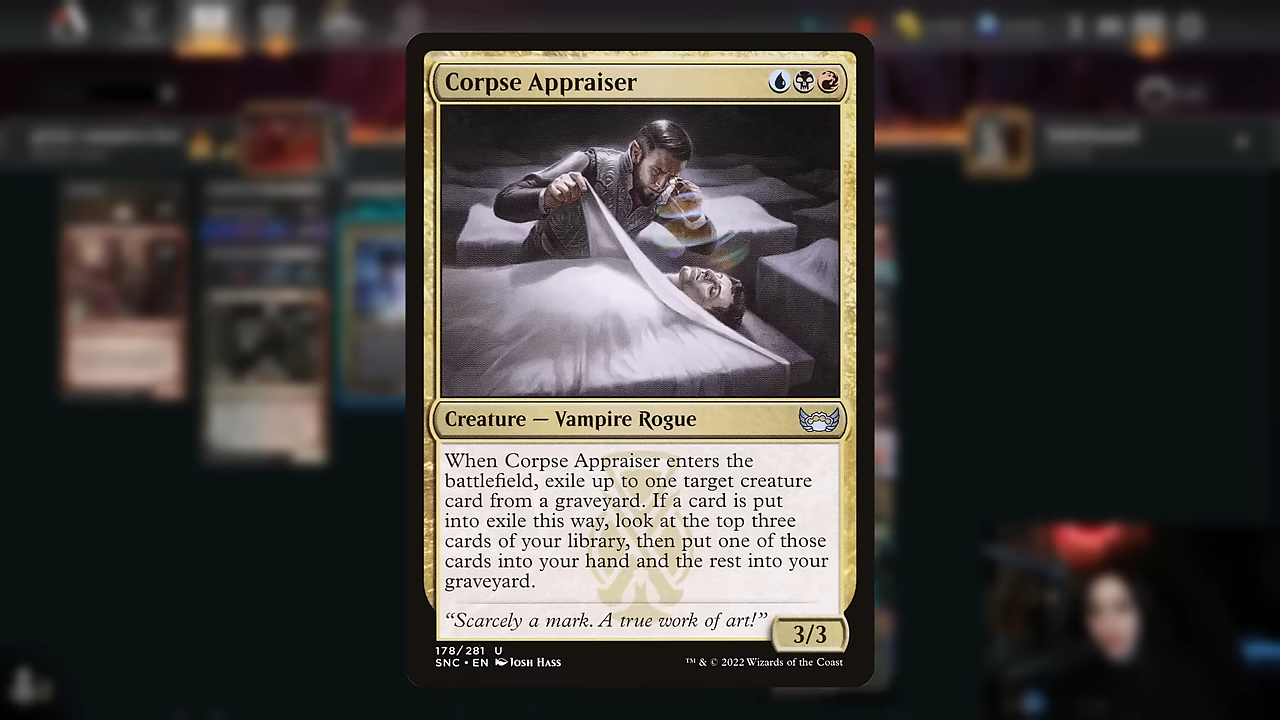 Corpse Appraiser
Creature — Vampire Rogue
When Corpse Appraiser enters the
battlefield, exile up to one target creature
card from a graveyard. If a card is put
into exile this way, look at the top three
cards of your library, then put one of those
cards into your hand and the rest into your
graveyard.
“Scarcely a mark. A true work of art!”
3/3
178/281 U
SNC • EN Josh Hass
™ & © 2022 Wizards of the Coast